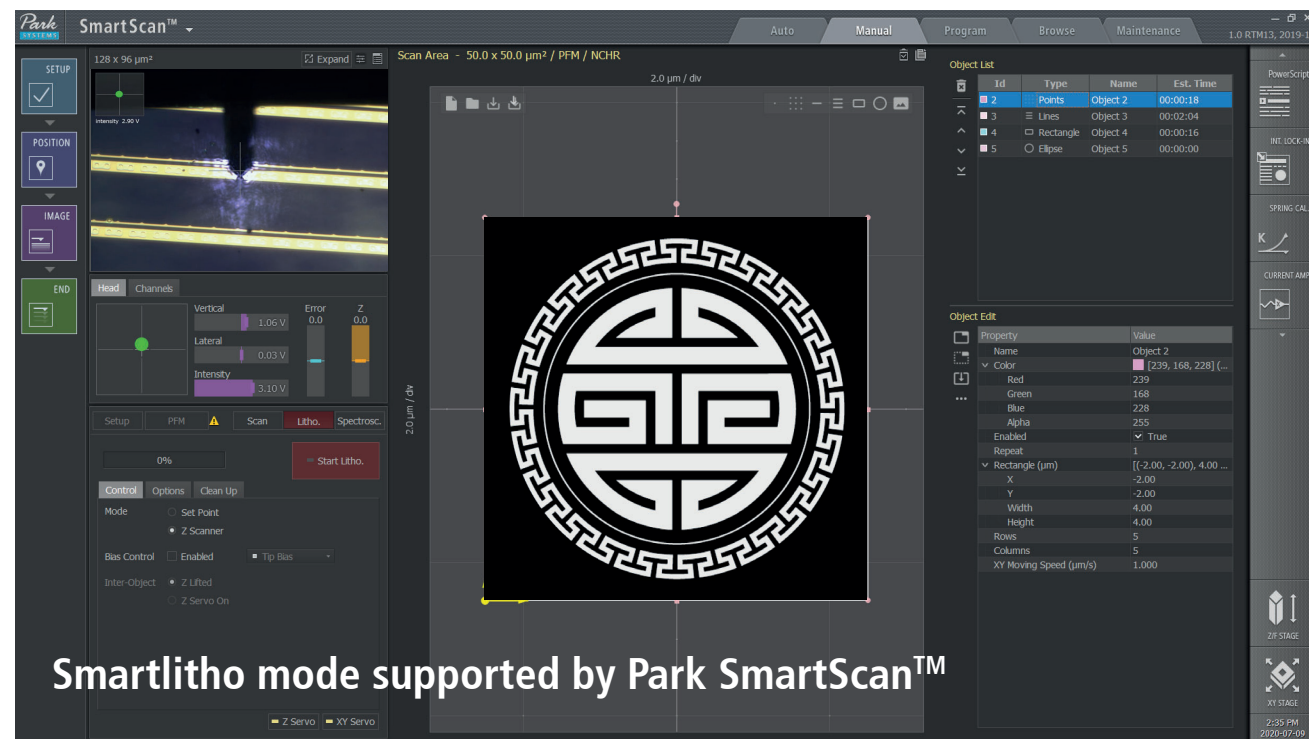 Park
SYSTEMS
SmartScan™
Auto
Manual
Program
Browse
Maintenance
1.0 RTM13, 2019-1
SETUP
POSITION
IMAGE
END
128 x 96 µm²
Expand
Intensity 2.90 V
Head
Channels
Vertical
1.06 V
Lateral
0.03 V
Intensity
3.10 V
Error
0.0
Z
0.0
Setup
PFM
Scan
Litho.
Spectrosc.
0%
Start Litho.
Control
Options
Clean Up
Mode
Set Point
Z Scanner
Bias Control
Enabled
Tip Bias
Inter-Object
Z Lifted
Z Servo On
Z Servo
XY Servo
Scan Area - 50.0 x 50.0 µm² / PFM / NCHR
2.0 µm / div
2.0 µm / div
Object List
Id Type Name Est. Time
2 Points Object 2 00:00:18
3 Lines Object 3 00:02:04
4 Rectangle Object 4 00:00:16
5 Ellipse Object 5 00:00:00
Object Edit
Property Value
Name Object 2
Color [239, 168, 228] (...
Red 239
Green 168
Blue 228
Alpha 255
Enabled True
Repeat 1
Rectangle (µm) [(-2.00, -2.00), 4.00 ...
X -2.00
Y -2.00
Width 4.00
Height 4.00
Rows 5
Columns 5
XY Moving Speed (µm/s) 1.000
PowerScript
INT. LOCK-IN
SPRING CAL.
K
CURRENT AMP
Z/F STAGE
XY STAGE
2:35 PM
2020-07-09
Smartlitho mode supported by Park SmartScan™